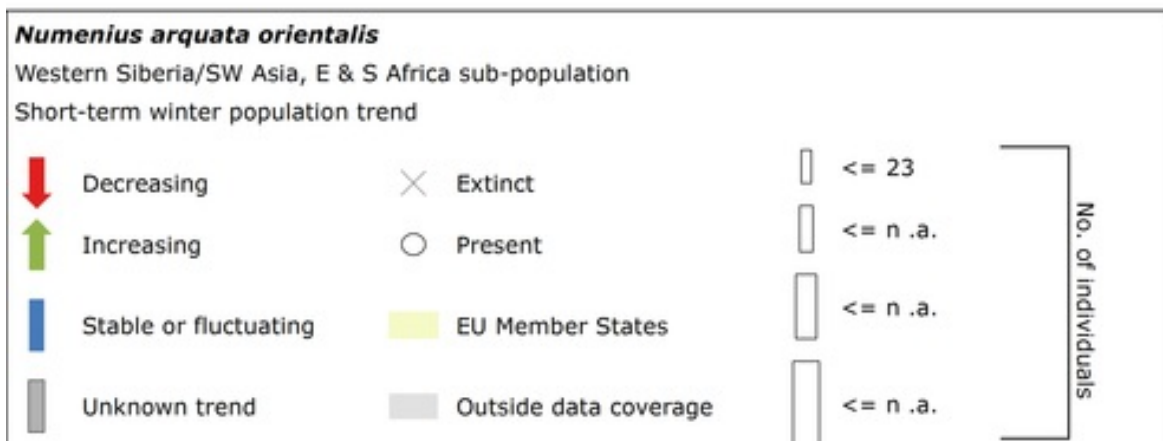 Numenius arquata orientalis
Western Siberia/SW Asia, E & S Africa sub-population
Short-term winter population trend
Decreasing
Extinct
<= 23
Increasing
Present
<= n .a.
Stable or fluctuating
EU Member States
<= n .a.
Unknown trend
Outside data coverage
<= n .a.
No. of individuals